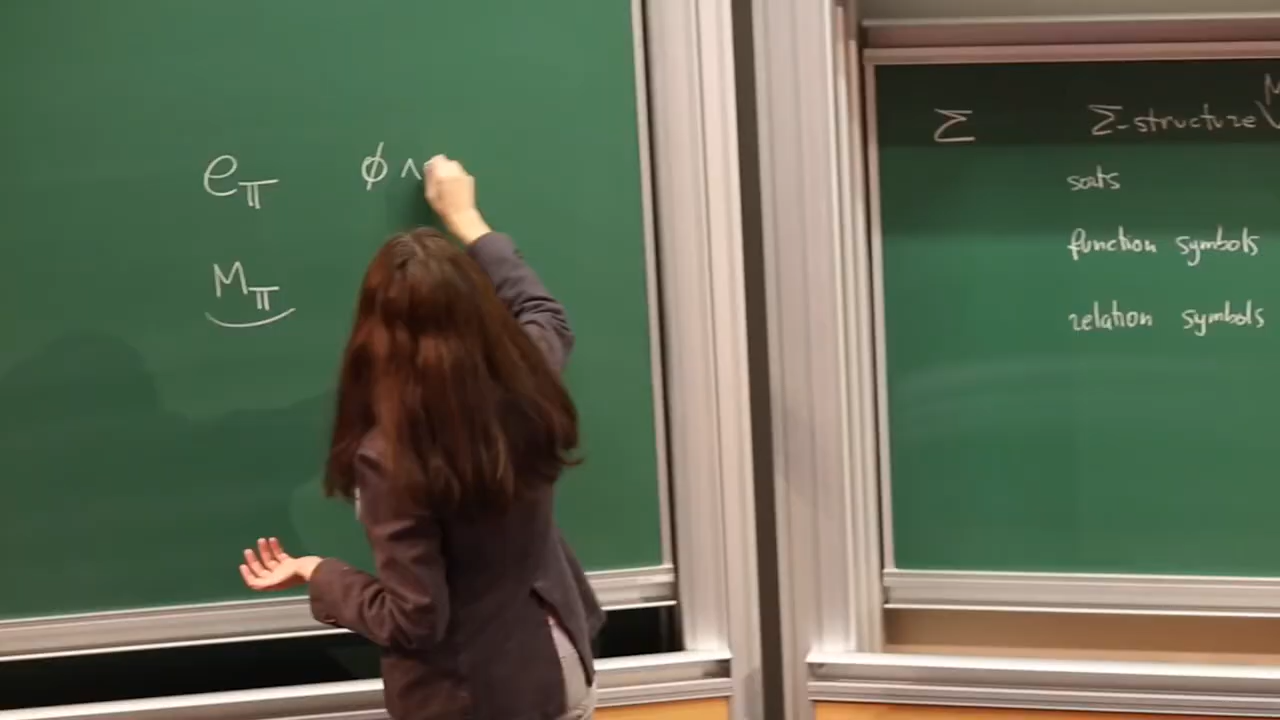 e_π φ ∧
M_π
Σ Σ-structure M
sorts
function symbols
relation symbols